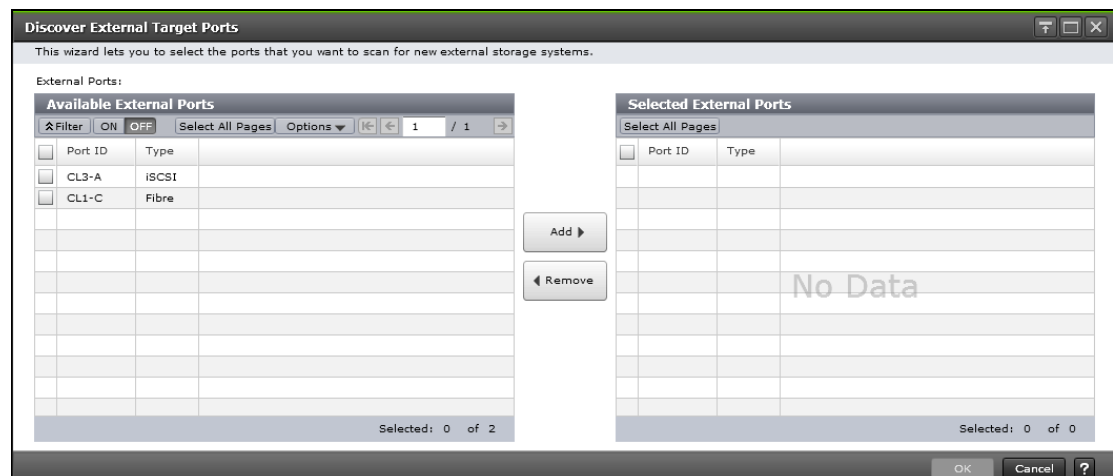 Discover External Target Ports
This wizard lets you to select the ports that you want to scan for new external storage systems.
External Ports:
Available External Ports
Filter ON OFF Select All Pages Options 1 / 1
Port ID Type
CL3-A iSCSI
CL1-C Fibre
Selected: 0 of 2
Add
Remove
Selected External Ports
Select All Pages
Port ID Type
No Data
Selected: 0 of 0
OK Cancel ?